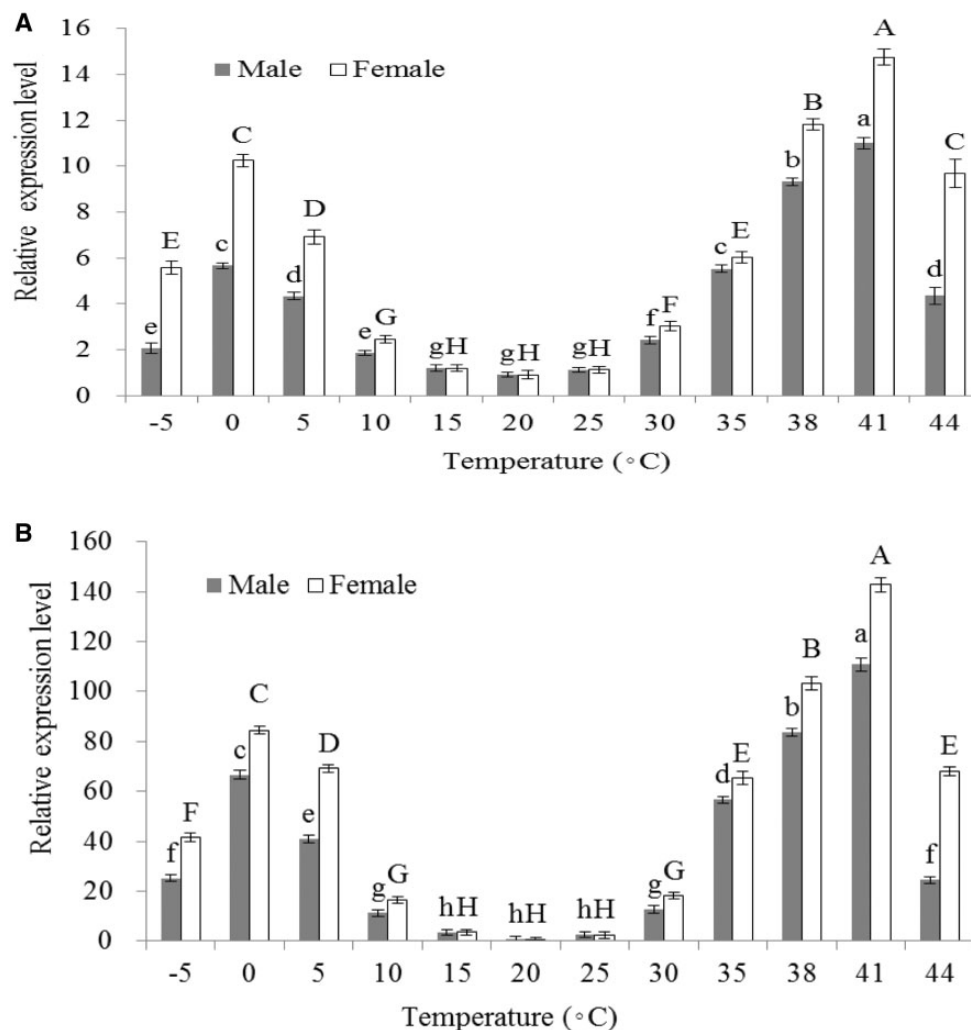 A
16
14
12
10
8
6
4
2
0
Relative expression level
Male Female
e E c C d D e G gH gH gH f F c E b B a A d C
-5 0 5 10 15 20 25 30 35 38 41 44
Temperature (◦C)
B
160
140
120
100
80
60
40
20
0
Relative expression level
Male Female
f F c C e D g G hH hH hH g G d E b B a A f E
-5 0 5 10 15 20 25 30 35 38 41 44
Temperature (◦C)